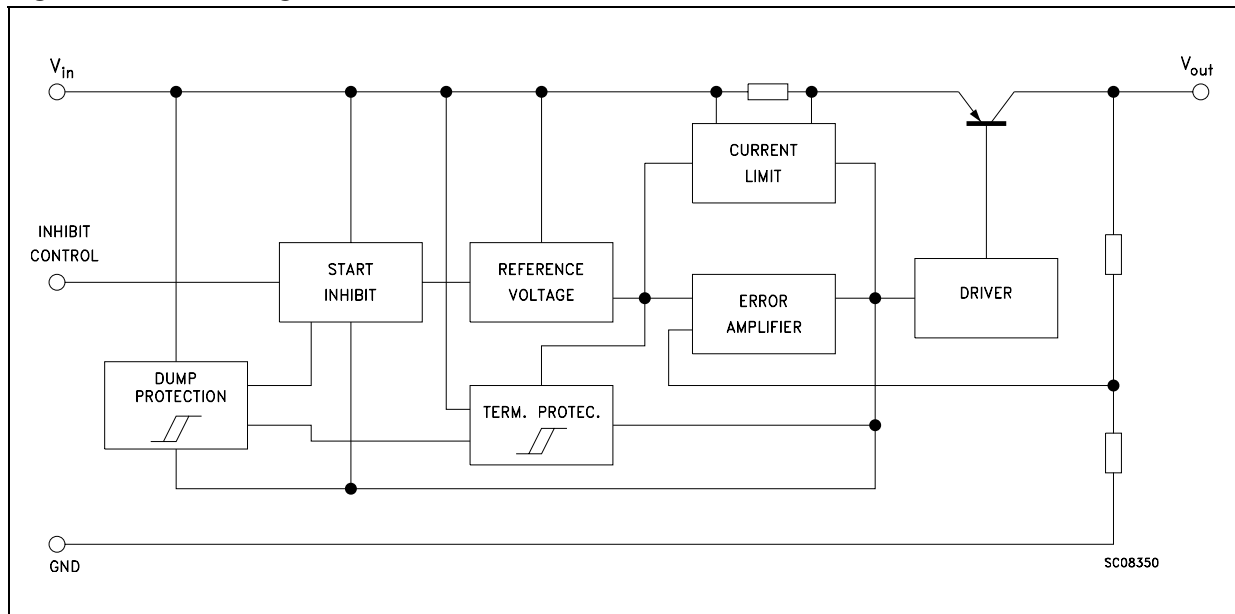 Vin
Vout
CURRENT
LIMIT
INHIBIT
CONTROL
START
INHIBIT
REFERENCE
VOLTAGE
ERROR
AMPLIFIER
DRIVER
DUMP
PROTECTION
TERM. PROTEC.
GND
SC08350